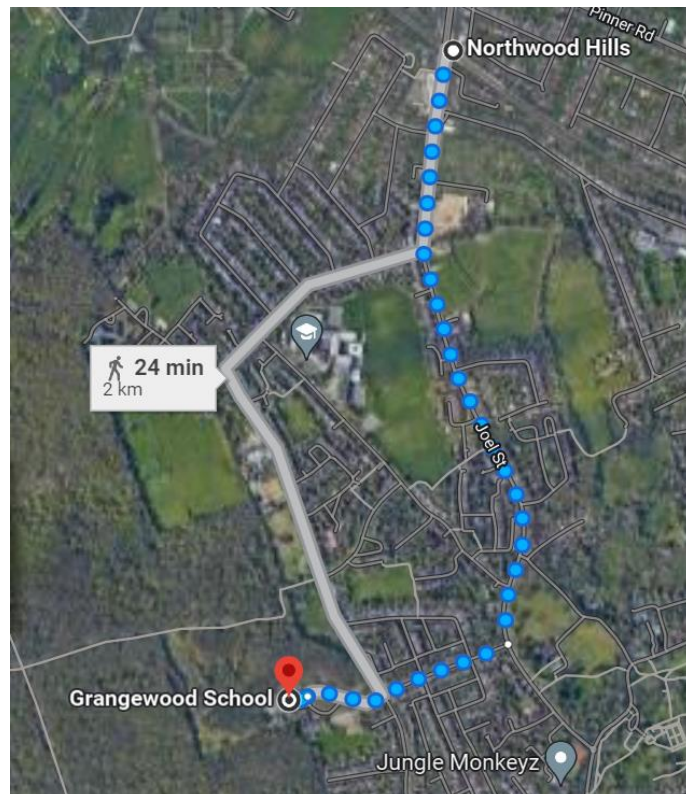 Pinner Rd
Northwood Hills
24 min
2 km
Joel St
Grangewood School
Jungle Monkeyz